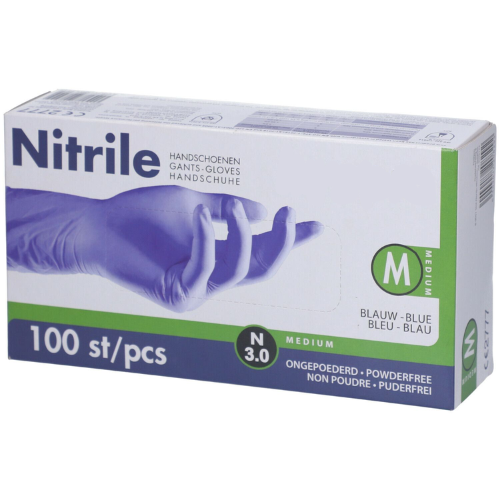 Nitrile
HANDSCHOENEN
GANTS-GLOVES
HANDSCHUHE
M
MEDIUM
BLAUW - BLUE
BLEU - BLAU
100 st/pcs
N
3.0
MEDIUM
ONGEPOEDERD • POWDERFREE
NON POUDRE • PUDERFREI
M
CE2777